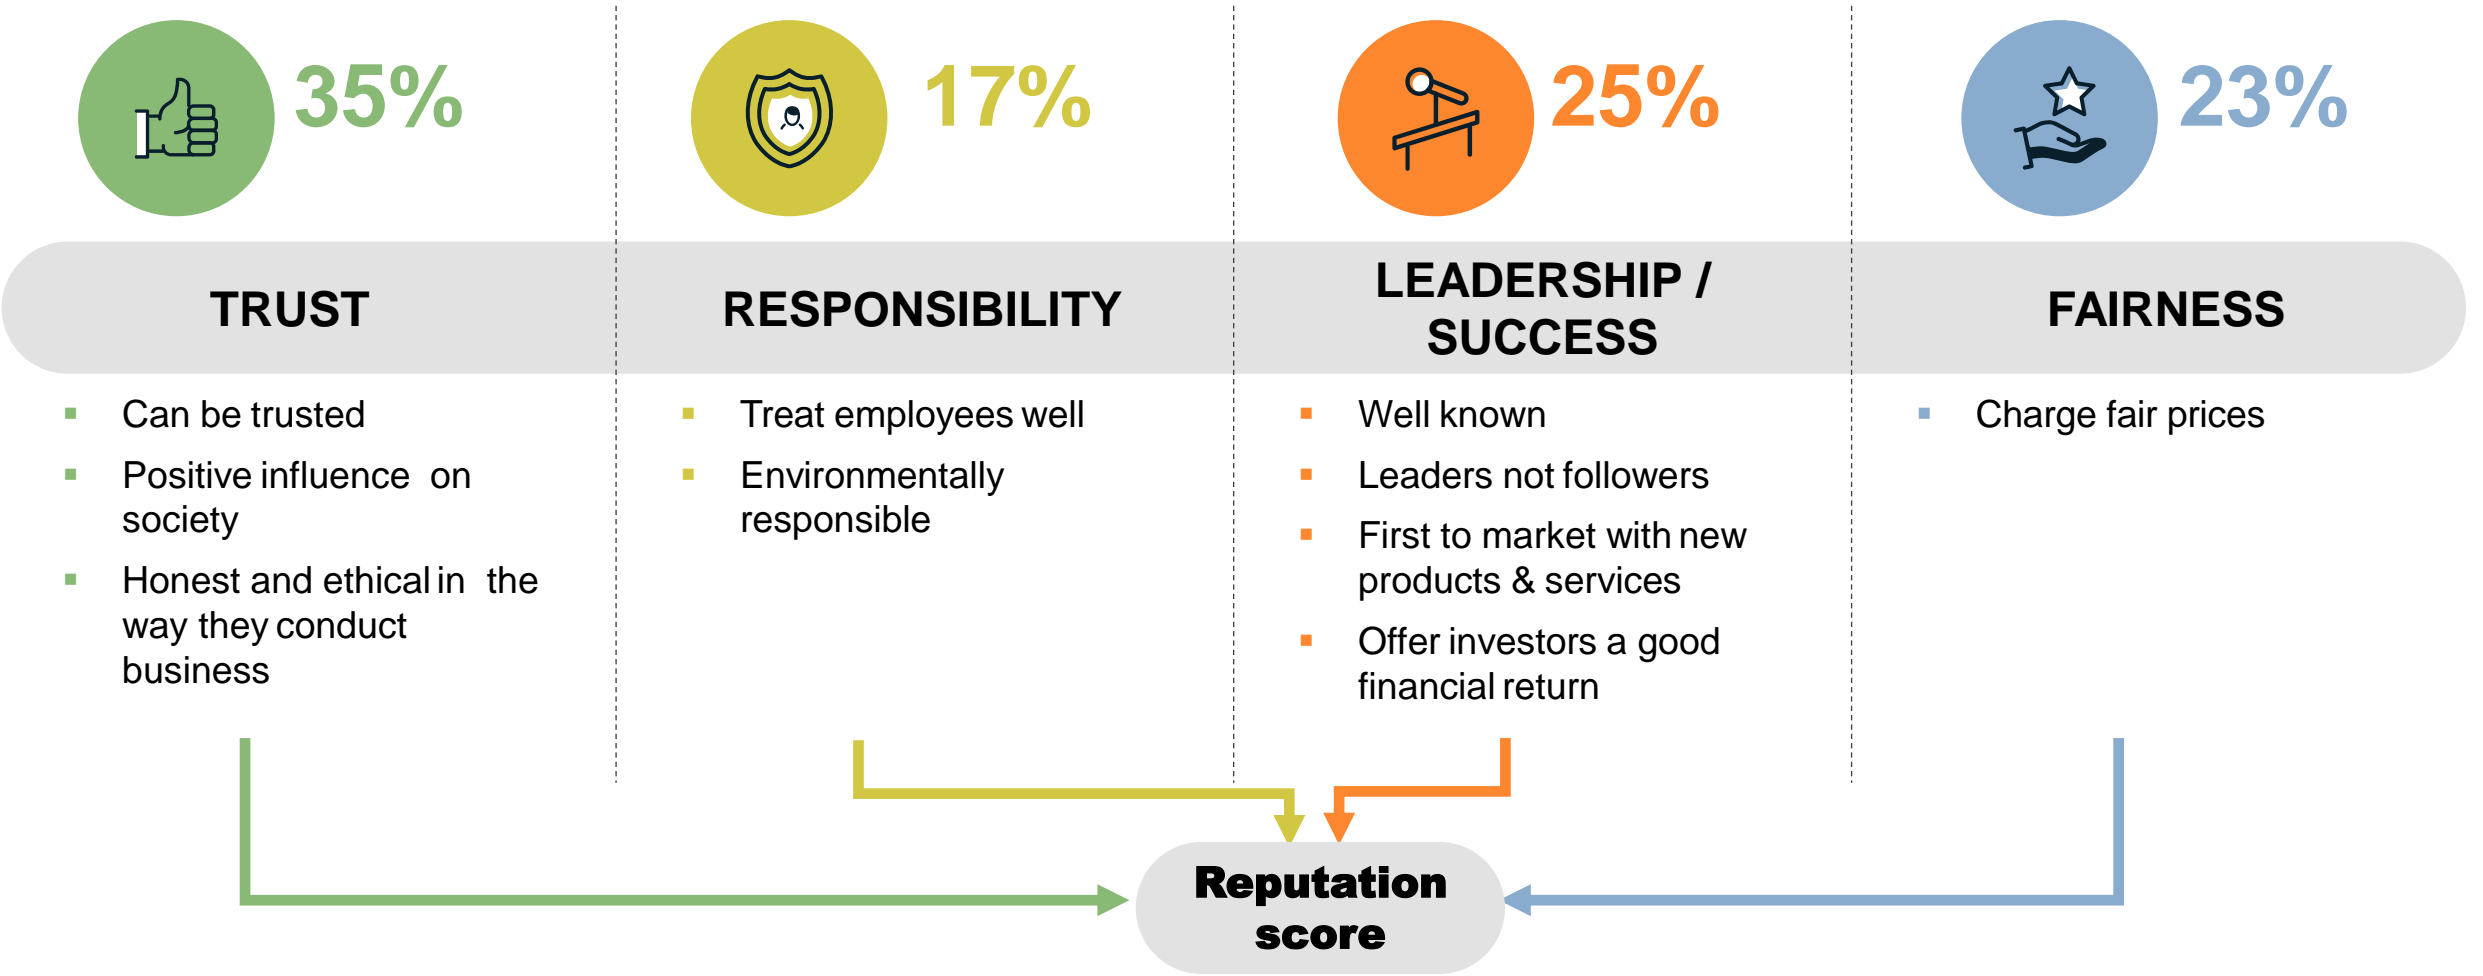 35%
17%
25%
23%
TRUST
RESPONSIBILITY
LEADERSHIP /
SUCCESS
FAIRNESS
Can be trusted
Positive influence on
society
Honest and ethical in the
way they conduct
business
Treat employees well
Environmentally
responsible
Well known
Leaders not followers
First to market with new
products & services
Offer investors a good
financial return
Charge fair prices
Reputation
score